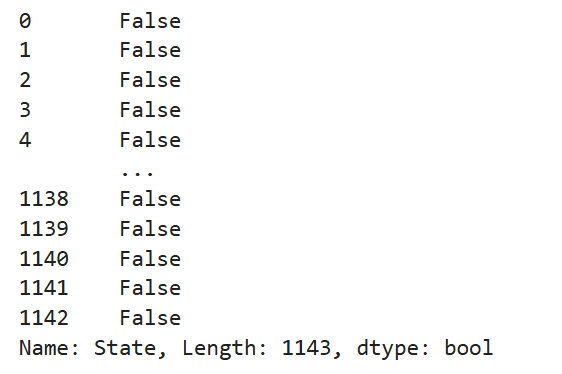 0       False
1       False
2       False
3       False
4       False
        ...
1138    False
1139    False
1140    False
1141    False
1142    False
Name: State, Length: 1143, dtype: bool